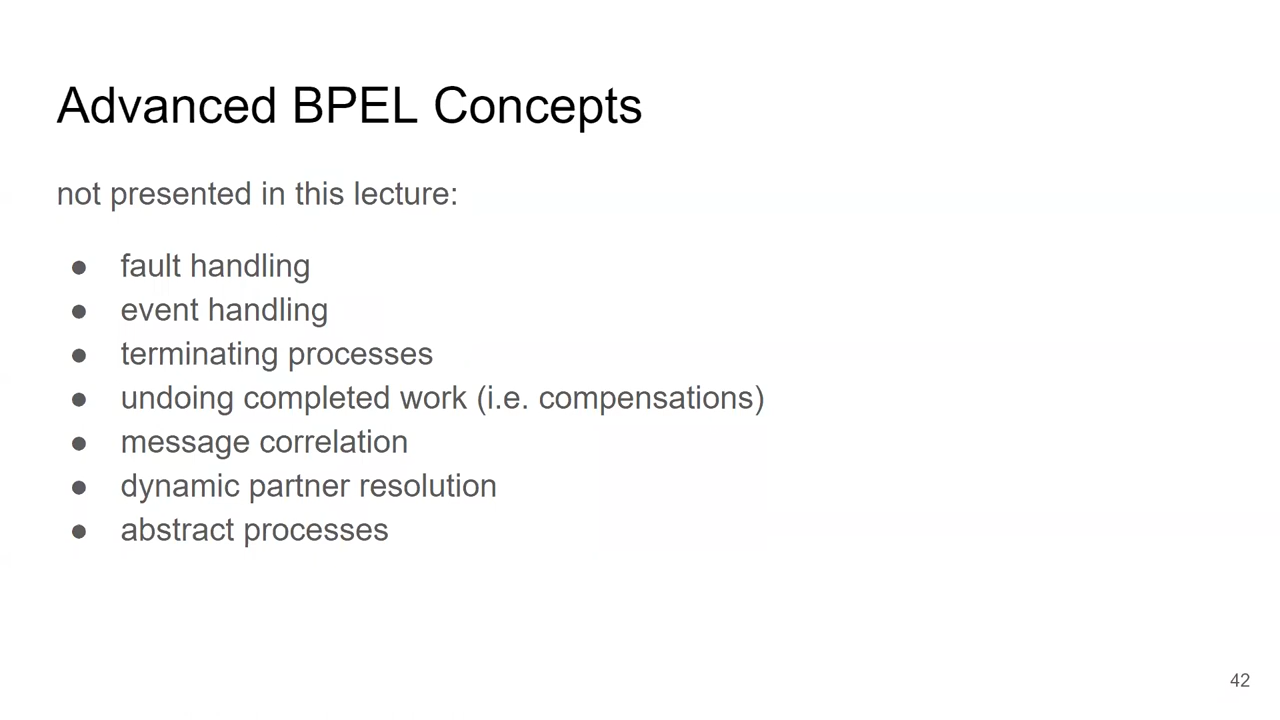 Advanced BPEL Concepts
not presented in this lecture:
● fault handling
● event handling
● terminating processes
● undoing completed work (i.e. compensations)
● message correlation
● dynamic partner resolution
● abstract processes
42